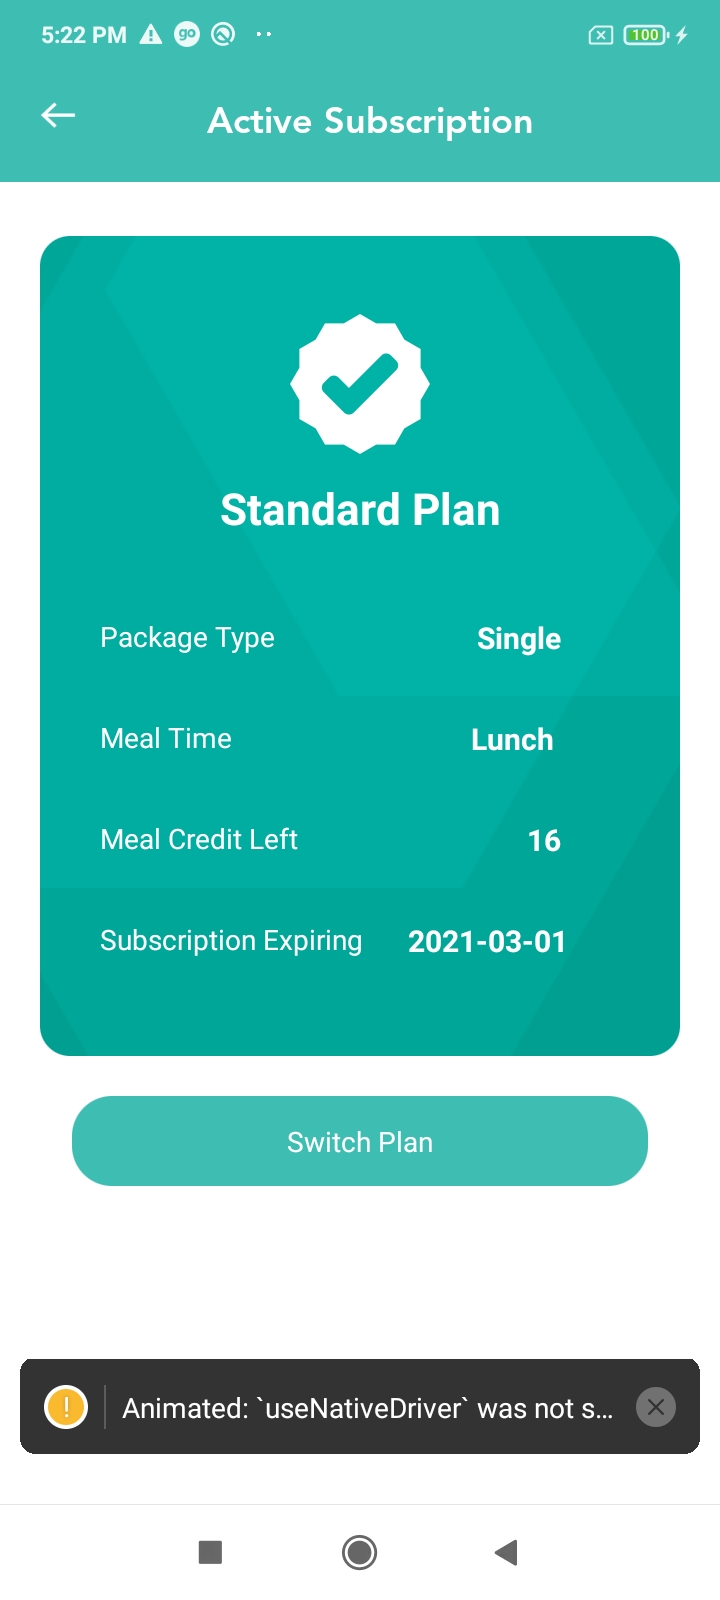 5:22 PM go 100
Active Subscription
Standard Plan
Package Type Single
Meal Time Lunch
Meal Credit Left 16
Subscription Expiring 2021-03-01
Switch Plan
Animated: `useNativeDriver` was not s...